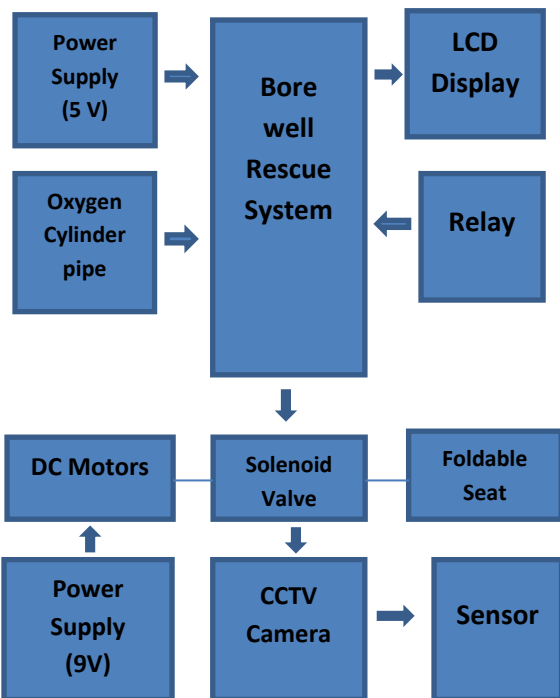 Power
Supply
(5 V)
Bore
well
Rescue
System
LCD
Display
Oxygen
Cylinder
pipe
Relay
DC Motors
Solenoid
Valve
Foldable
Seat
Power
Supply
(9V)
CCTV
Camera
Sensor